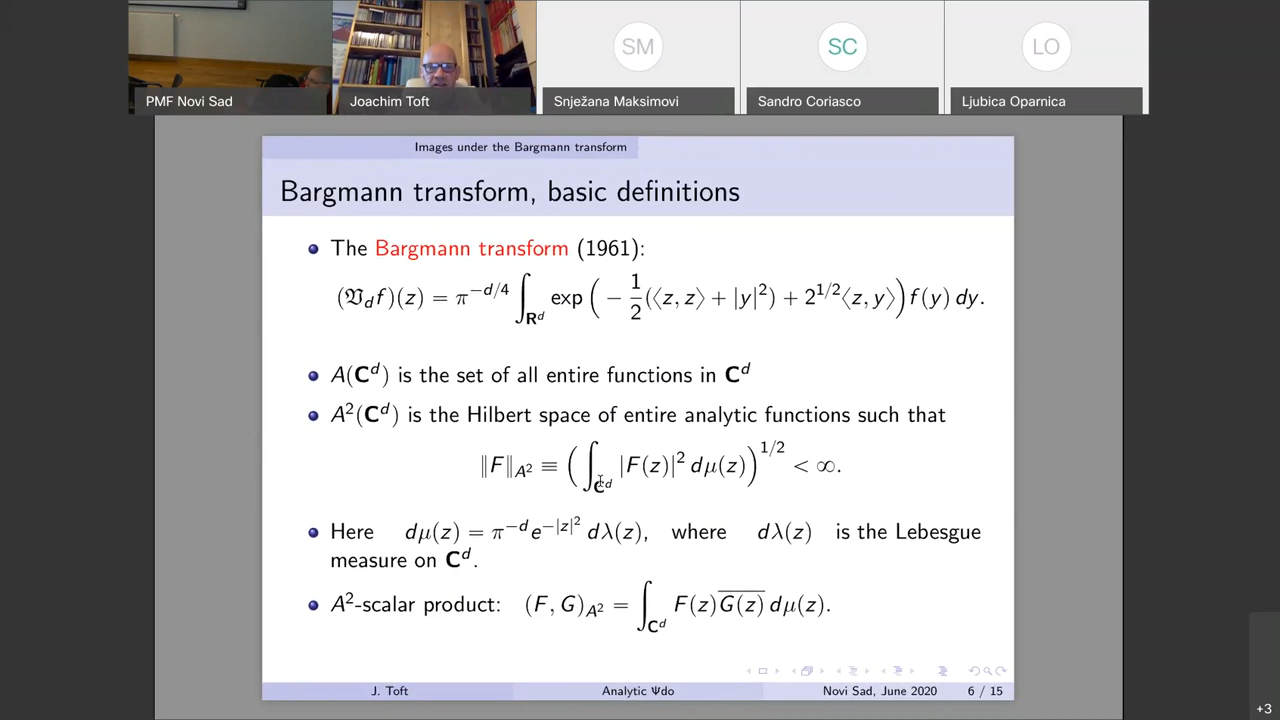 SM
SC
LO
PMF Novi Sad
Joachim Toft
Snježana Maksimovi
Sandro Coriasco
Ljubica Oparnica
Images under the Bargmann transform
Bargmann transform, basic definitions
The Bargmann transform (1961):
(𝔙_d f)(z) = π^{-d/4} ∫_{R^d} exp ( − 1/2 (⟨z, z⟩ + |y|²) + 2^{1/2}⟨z, y⟩ ) f(y) dy.
A(C^d) is the set of all entire functions in C^d
A²(C^d) is the Hilbert space of entire analytic functions such that
‖F‖_{A²} ≡ ( ∫_{C^d} |F(z)|² dμ(z) )^{1/2} < ∞.
Here dμ(z) = π^{−d} e^{−|z|²} dλ(z), where dλ(z) is the Lebesgue
measure on C^d.
A²-scalar product: (F, G)_{A²} = ∫_{C^d} F(z) \overline{G(z)} dμ(z).
J. Toft
Analytic Ψdo
Novi Sad, June 2020
6 / 15
+3